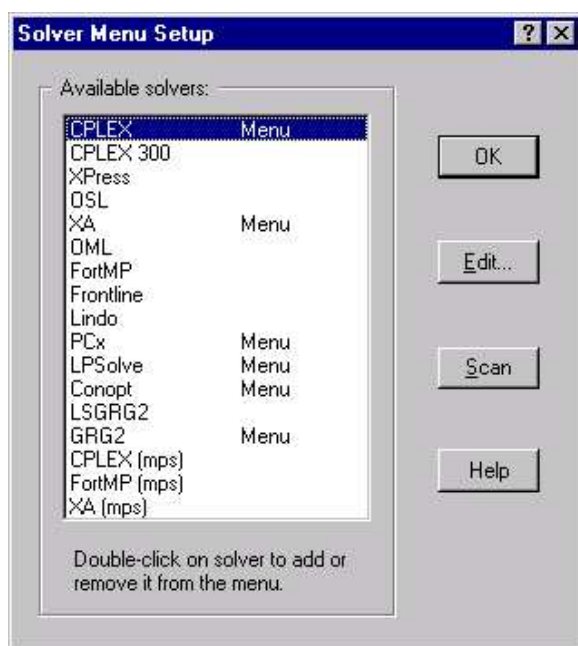 Solver Menu Setup
Available solvers:
CPLEX Menu
CPLEX 300
XPress
OSL
XA Menu
OML
FortMP
Frontline
Lindo
PCx Menu
LPSolve Menu
Conopt Menu
LSGRG2
GRG2 Menu
CPLEX (mps)
FortMP (mps)
XA (mps)
Double-click on solver to add or
remove it from the menu.
OK
Edit...
Scan
Help